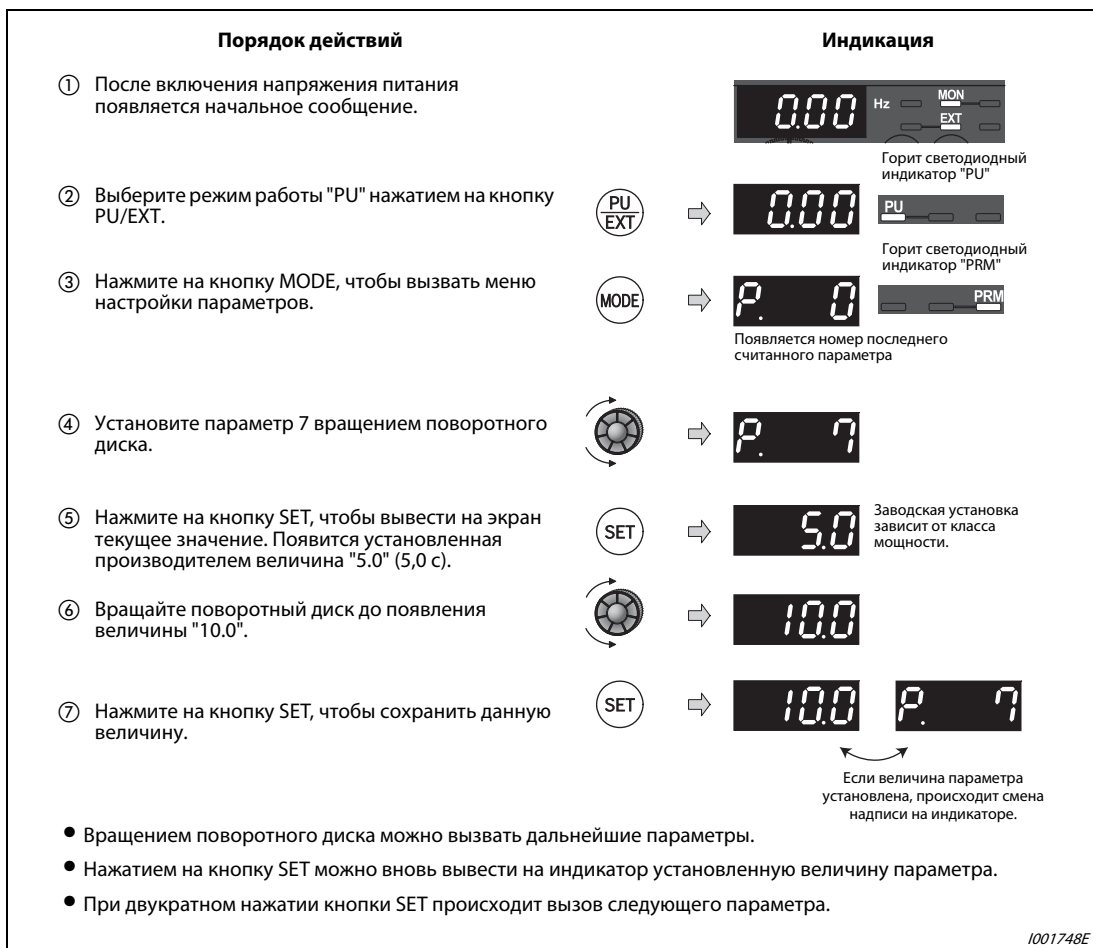 Порядок действий
Индикация
① После включения напряжения питания
появляется начальное сообщение.
0.00 Hz MON
EXT
Горит светодиодный
индикатор "PU"
② Выберите режим работы "PU" нажатием на кнопку
PU/EXT.
PU
EXT
0.00
PU
Горит светодиодный
индикатор "PRM"
③ Нажмите на кнопку MODE, чтобы вызвать меню
настройки параметров.
MODE
P. 0
PRM
Появляется номер последнего
считанного параметра
④ Установите параметр 7 вращением поворотного
диска.
P. 7
⑤ Нажмите на кнопку SET, чтобы вывести на экран
текущее значение. Появится установленная
производителем величина "5.0" (5,0 с).
SET
5.0
Заводская установка
зависит от класса
мощности.
⑥ Вращайте поворотный диск до появления
величины "10.0".
10.0
⑦ Нажмите на кнопку SET, чтобы сохранить данную
величину.
SET
10.0
P. 7
Если величина параметра
установлена, происходит смена
надписи на индикаторе.
● Вращением поворотного диска можно вызвать дальнейшие параметры.
● Нажатием на кнопку SET можно вновь вывести на индикатор установленную величину параметра.
● При двукратном нажатии кнопки SET происходит вызов следующего параметра.
I001748E